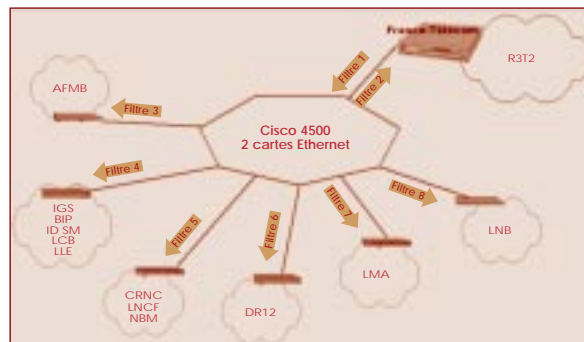 France Télécom
R3T2
Filtre 1
Filtre 2
AFMB
Filtre 3
Cisco 4500
2 cartes Ethernet
Filtre 4
Filtre 5
Filtre 6
Filtre 7
Filtre 8
IGS
BIP
ID SM
LCB
LLE
CRNC
LNCF
NBM
DR12
LMA
LNB